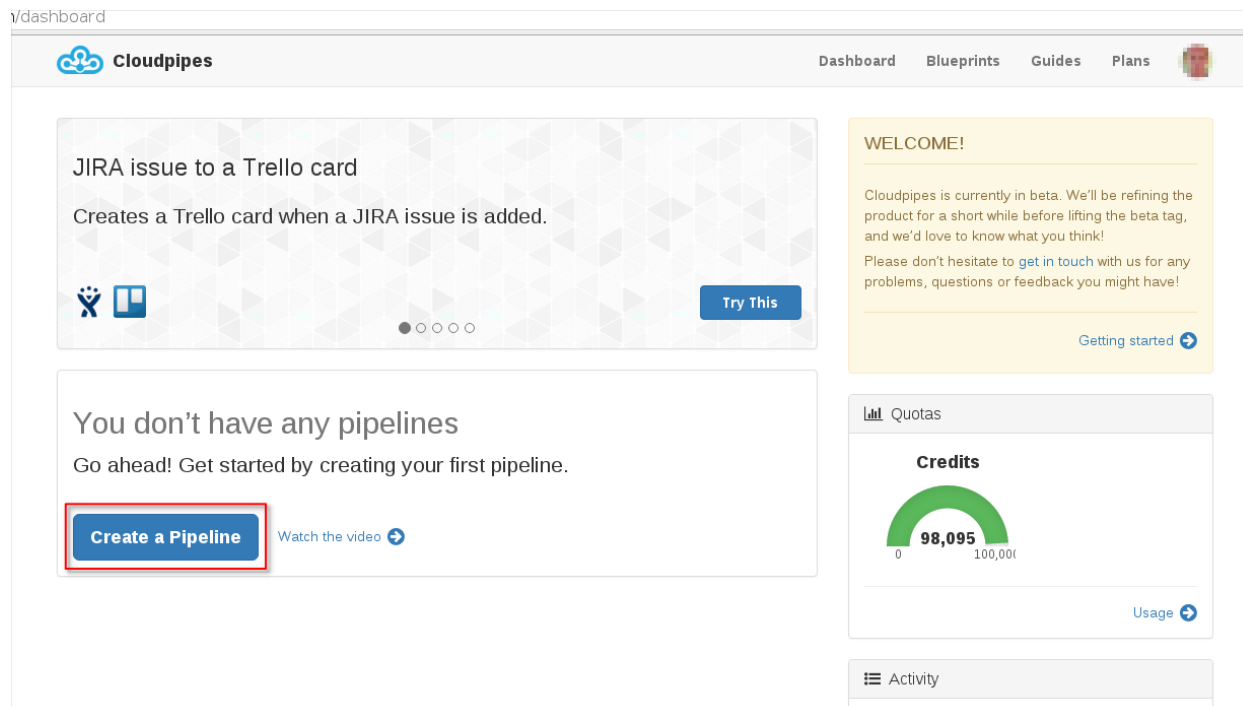 /dashboard
Cloudpipes
Dashboard Blueprints Guides Plans
JIRA issue to a Trello card
Creates a Trello card when a JIRA issue is added.
Try This
You don't have any pipelines
Go ahead! Get started by creating your first pipeline.
Create a Pipeline
Watch the video
WELCOME!
Cloudpipes is currently in beta. We'll be refining the
product for a short while before lifting the beta tag,
and we'd love to know what you think!
Please don't hesitate to get in touch with us for any
problems, questions or feedback you might have!
Getting started
Quotas
Credits
98,095
0 100,00
Usage
Activity